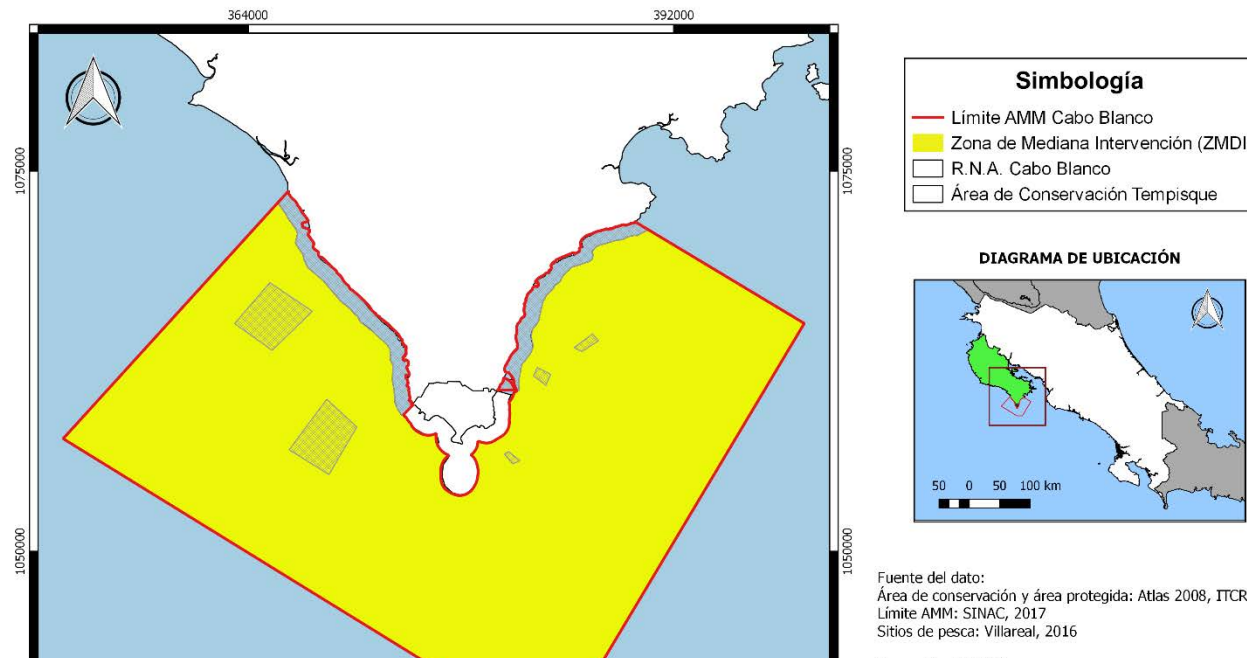 364000
392000
1075000
1075000
1050000
1050000
Simbología
Límite AMM Cabo Blanco
Zona de Mediana Intervención (ZMDI
R.N.A. Cabo Blanco
Área de Conservación Tempisque
DIAGRAMA DE UBICACIÓN
50 0 50 100 km
Fuente del dato:
Área de conservación y área protegida: Atlas 2008, ITCR
Límite AMM: SINAC, 2017
Sitios de pesca: Villareal, 2016